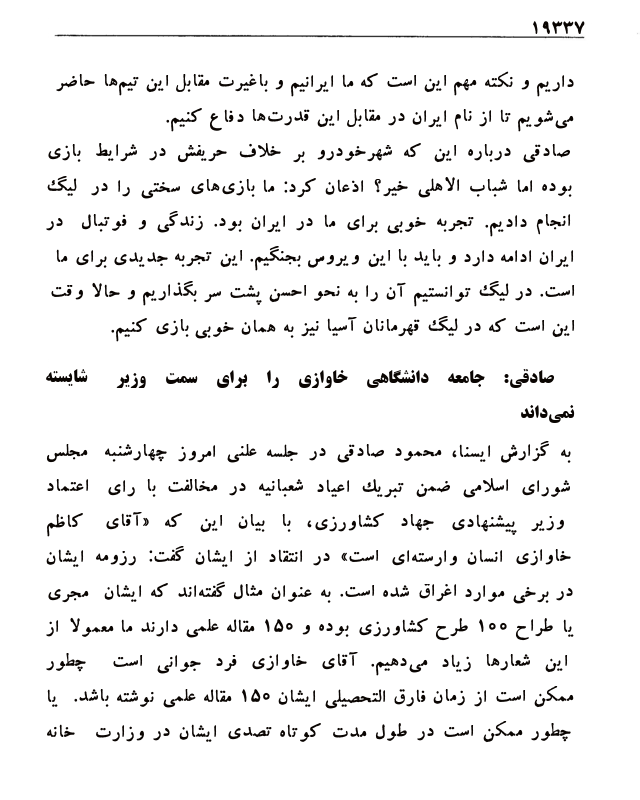 ۱۹۳۳۷
داریم و نکته مهم این است که ما ایرانیم و باغیرت مقابل این تیم‌ها حاضر
می‌شویم تا از نام ایران در مقابل این قدرت‌ها دفاع کنیم.
صادقی درباره این که شهرخودرو بر خلاف حریفش در شرایط بازی
بوده اما شباب الاهلی خیر؟ اذعان کرد: ما بازی‌های سختی را در لیگ
انجام دادیم. تجربه خوبی برای ما در ایران بود. زندگی و فوتبال در
ایران ادامه دارد و باید با این ویروس بجنگیم. این تجربه جدیدی برای ما
است. در لیگ توانستیم آن را به نحو احسن پشت سر بگذاریم و حالا وقت
این است که در لیگ قهرمانان آسیا نیز به همان خوبی بازی کنیم.
صادقی: جامعه دانشگاهی خاوازی را برای سمت وزیر شایسته
نمی‌داند
به گزارش ایسنا، محمود صادقی در جلسه علنی امروز چهارشنبه مجلس
شورای اسلامی ضمن تبریک اعیاد شعبانیه در مخالفت با رای اعتماد
وزیر پیشنهادی جهاد کشاورزی، با بیان این که «آقای کاظم
خاوازی انسان وارسته‌ای است» در انتقاد از ایشان گفت: رزومه ایشان
در برخی موارد اغراق شده است. به عنوان مثال گفته‌اند که ایشان مجری
یا طراح ۱۰۰ طرح کشاورزی بوده و ۱۵۰ مقاله علمی دارند ما معمولا از
این شعارها زیاد می‌دهیم. آقای خاوازی فرد جوانی است چطور
ممکن است از زمان فارق التحصیلی ایشان ۱۵۰ مقاله علمی نوشته باشد. یا
چطور ممکن است در طول مدت کوتاه تصدی ایشان در وزارت خانه